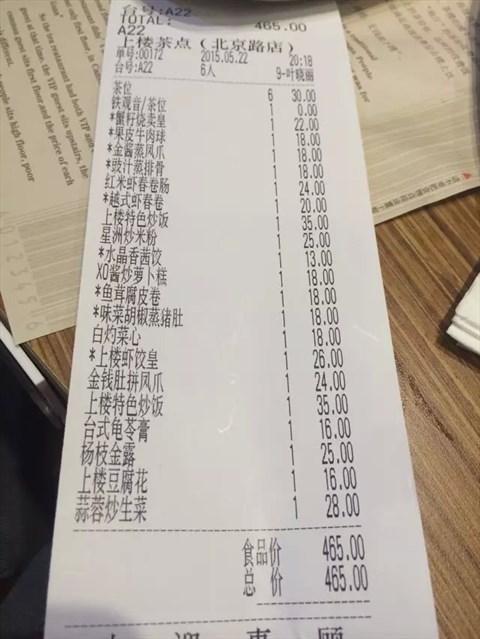 台号:A22
TOTAL: 465.00
A22
上楼茶点（北京路店）
单号:00172 2015.05.22 20:18
台号:A22 6人 9-叶晓丽
茶位 6 30.00
铁观音/茶位 1 0.00
*蟹籽烧卖皇 1 22.00
*果皮牛肉球 1 18.00
*金酱蒸凤爪 1 18.00
*豉汁蒸排骨 1 18.00
红米虾春卷肠 1 24.00
*越式虾春卷 1 20.00
上楼特色炒饭 1 35.00
星洲炒米粉 1 25.00
*水晶香茜饺 1 13.00
XO酱炒萝卜糕 1 18.00
*鱼茸腐皮卷 1 18.00
*味菜胡椒蒸猪肚 1 18.00
白灼菜心 1 18.00
*上楼虾饺皇 1 26.00
金钱肚拼凤爪 1 24.00
上楼特色炒饭 1 35.00
台式龟苓膏 1 16.00
杨枝金露 1 25.00
上楼豆腐花 1 16.00
蒜蓉炒生菜 1 28.00
食品价 465.00
总 价 465.00